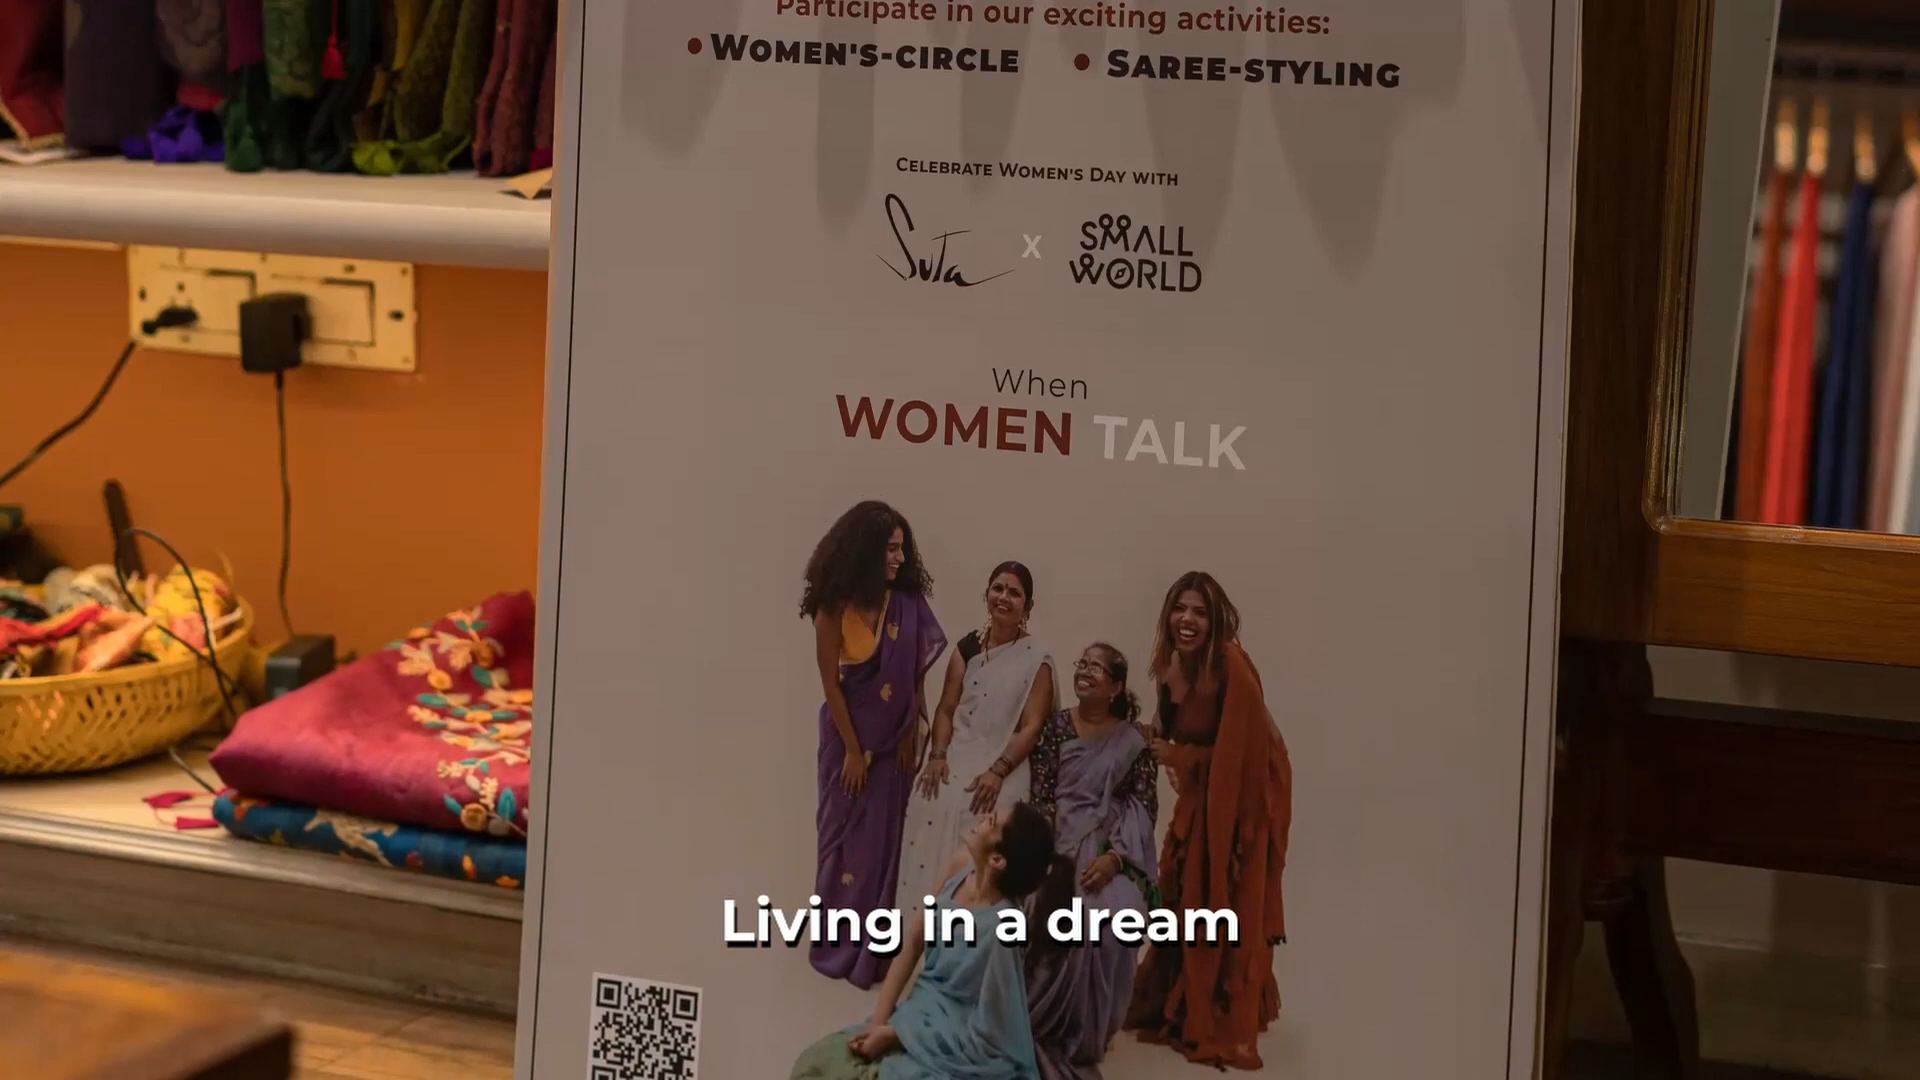 Participate in our exciting activities:
• WOMEN'S-CIRCLE • SAREE-STYLING
CELEBRATE WOMEN'S DAY WITH
Suta X SMALL WORLD
When
WOMEN TALK
Living in a dream